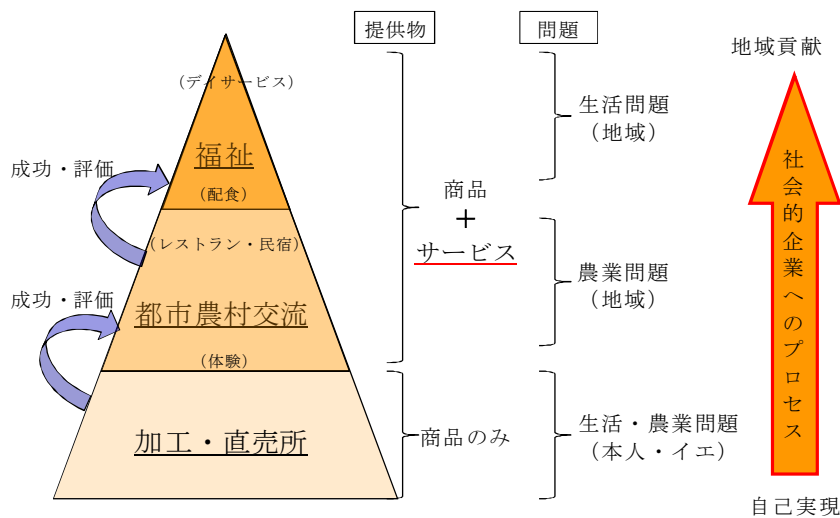 提供物
問題
地域貢献
(デイサービス)
福祉
(配食)
成功・評価
(レストラン・民宿)
都市農村交流
(体験)
成功・評価
加工・直売所
商品
+
サービス
商品のみ
生活問題
(地域)
農業問題
(地域)
生活・農業問題
(本人・イエ)
社会的企業へのプロセス
自己実現